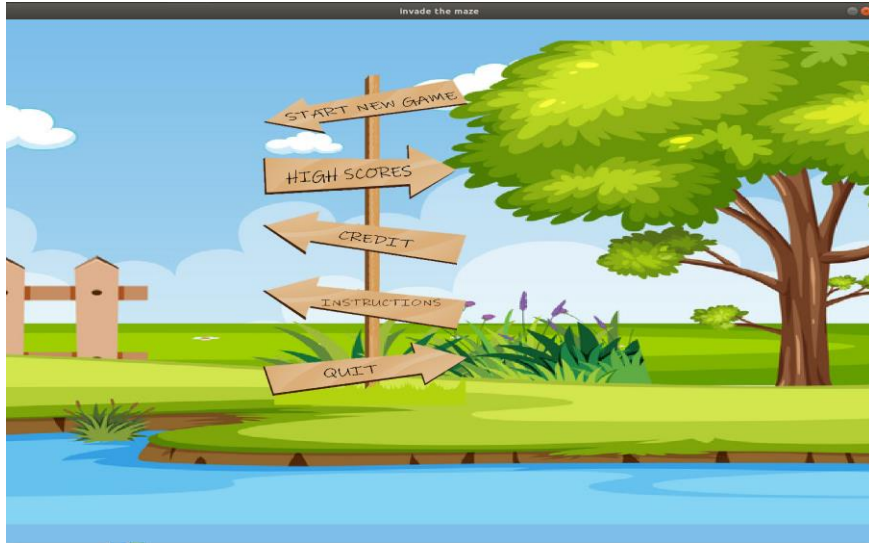 invade the maze
START NEW GAME
HIGH SCORES
CREDIT
INSTRUCTIONS
QUIT